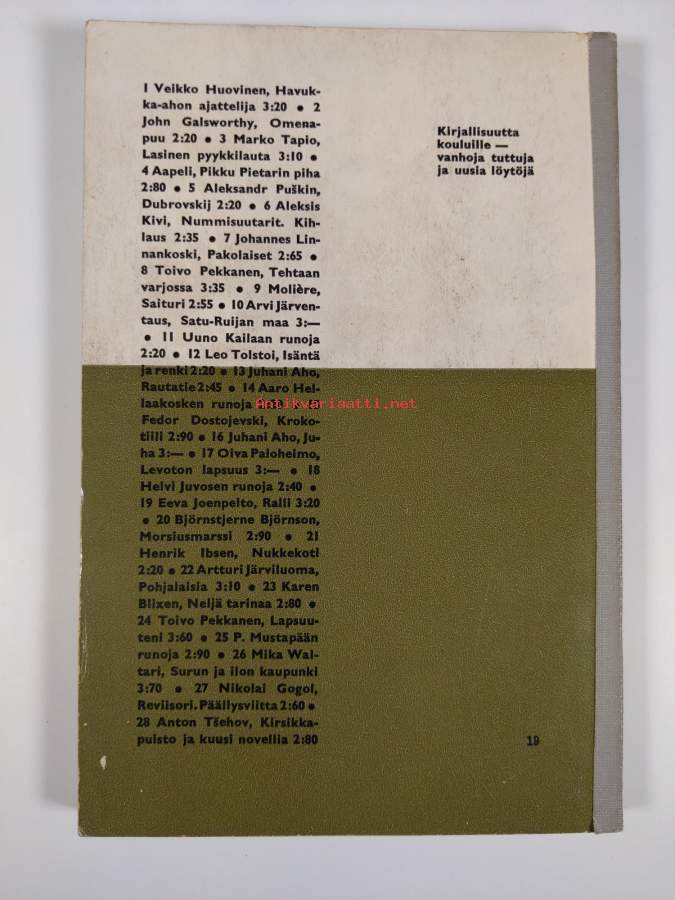 1 Veikko Huovinen, Havuk-
ka-ahon ajattelija 3:20 ● 2
John Galsworthy, Omena-
puu 2:20 ● 3 Marko Tapio,
Lasinen pyykkilauta 3:10 ●
4 Aapeli, Pikku Pietarin piha
2:80 ● 5 Aleksandr Puškin,
Dubrovskij 2:20 ● 6 Aleksis
Kivi, Nummisuutarit. Kih-
laus 2:35 ● 7 Johannes Lin-
nankoski, Pakolaiset 2:65 ●
8 Toivo Pekkanen, Tehtaan
varjossa 3:35 ● 9 Molière,
Saituri 2:55 ● 10 Arvi Järven-
taus, Satu-Ruijan maa 3:—
● 11 Uuno Kailaan runoja
2:20 ● 12 Leo Tolstoi, Isäntä
ja renki 2:20 ● 13 Juhani Aho,
Rautatie 2:45 ● 14 Aaro Hel-
laakosken runoja
Fedor Dostojevski, Kroko-
tiili 2:90 ● 16 Juhani Aho, Ju-
ha 3:— ● 17 Oiva Paloheimo,
Levoton lapsuus 3:— ● 18
Helvi Juvosen runoja 2:40 ●
19 Eeva Joenpelto, Ralli 3:20
● 20 Björnstjerne Björnson,
Morsiusmarssi 2:90 ● 21
Henrik Ibsen, Nukkekoti
2:20 ● 22 Artturi Järviluoma,
Pohjalaisia 3:10 ● 23 Karen
Blixen, Neljä tarinaa 2:80 ●
24 Toivo Pekkanen, Lapsuu-
teni 3:60 ● 25 P. Mustapään
runoja 2:90 ● 26 Mika Wal-
tari, Surun ja ilon kaupunki
3:70 ● 27 Nikolai Gogol,
Reviisori. Päällysviitta 2:60 ●
28 Anton Tšehov, Kirsikka-
puisto ja kuusi novellia 2:80
Kirjallisuutta
kouluille —
vanhoja tuttuja
ja uusia löytöjä
Antikvariaatti.net
19